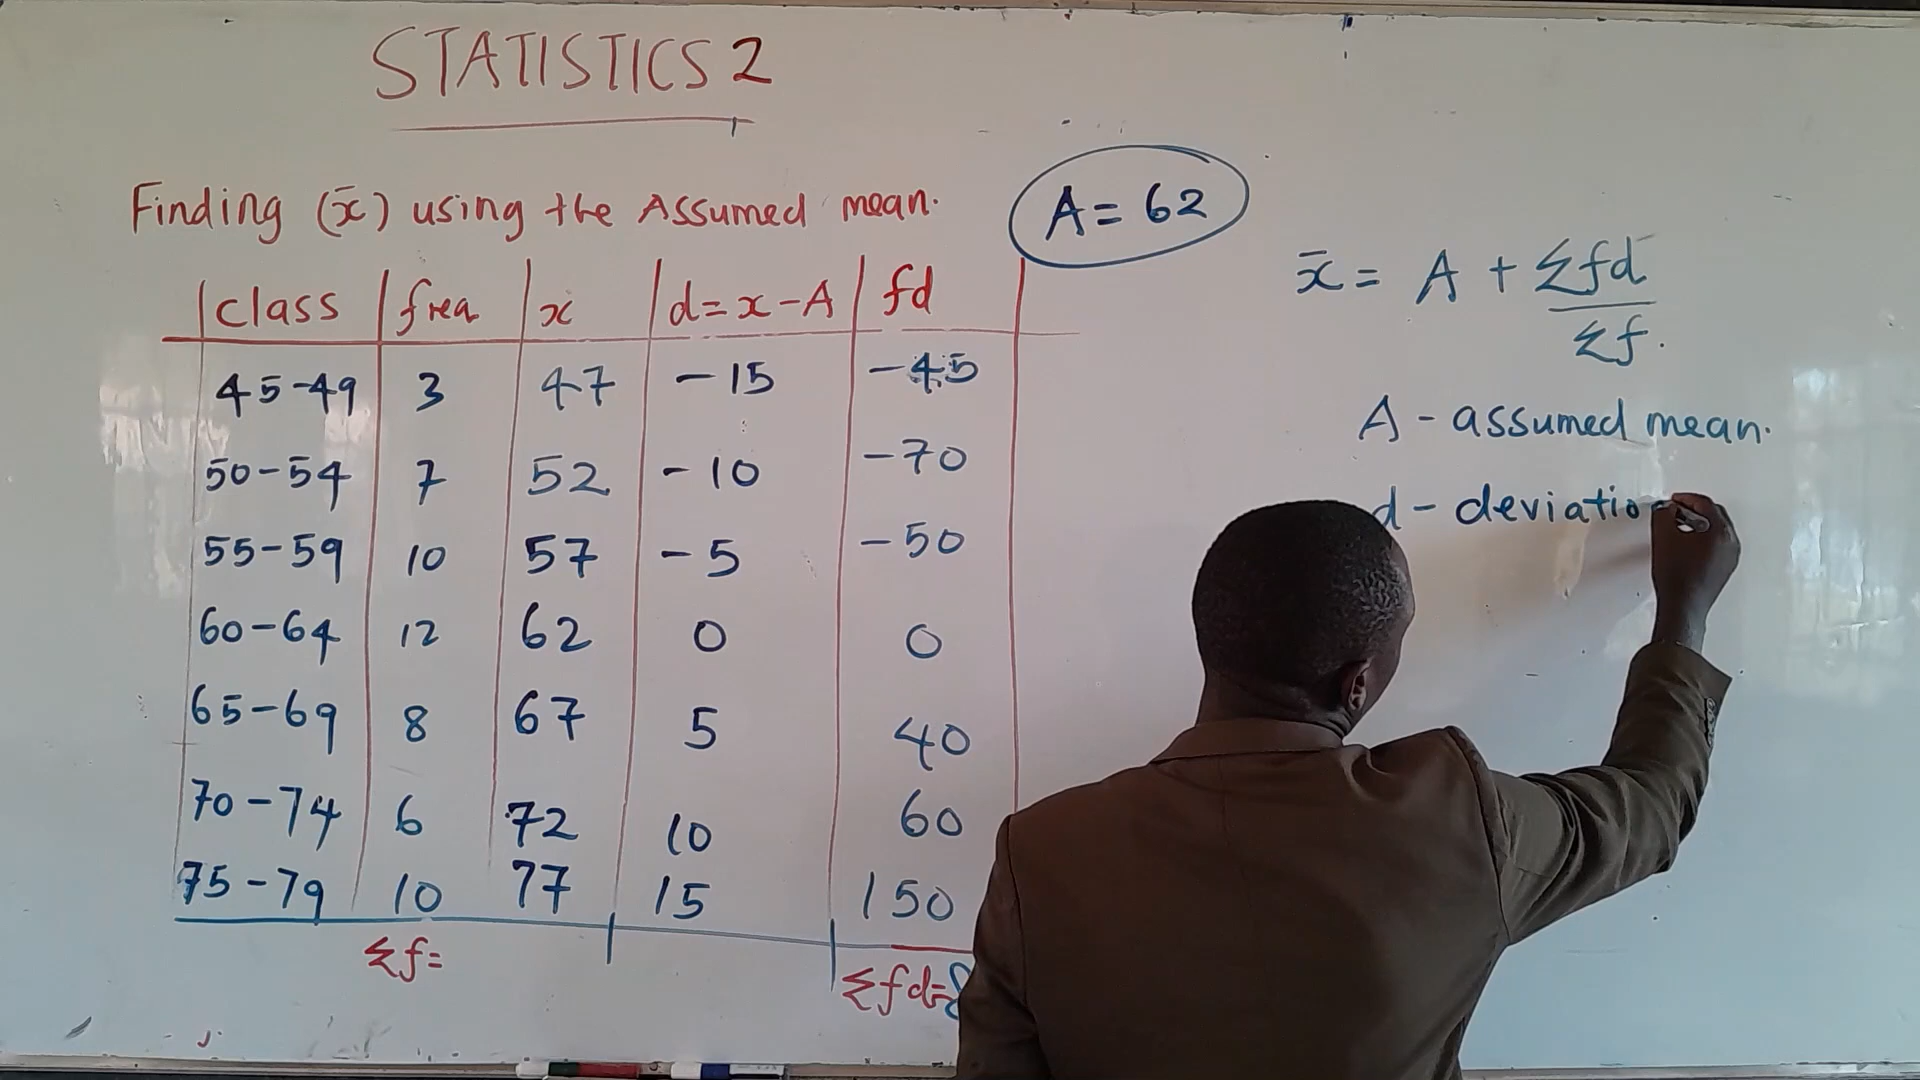 STATISTICS 2
Finding (x̄) using the Assumed mean.
A = 62
class | freq | x | d=x-A | fd
45-49 3 47 -15 -45
50-54 7 52 -10 -70
55-59 10 57 -5 -50
60-64 12 62 0 0
65-69 8 67 5 40
70-74 6 72 10 60
75-79 10 77 15 150
Σf=
Σfd=
x̄ = A + Σfd
Σf.
A - assumed mean.
d - deviatio